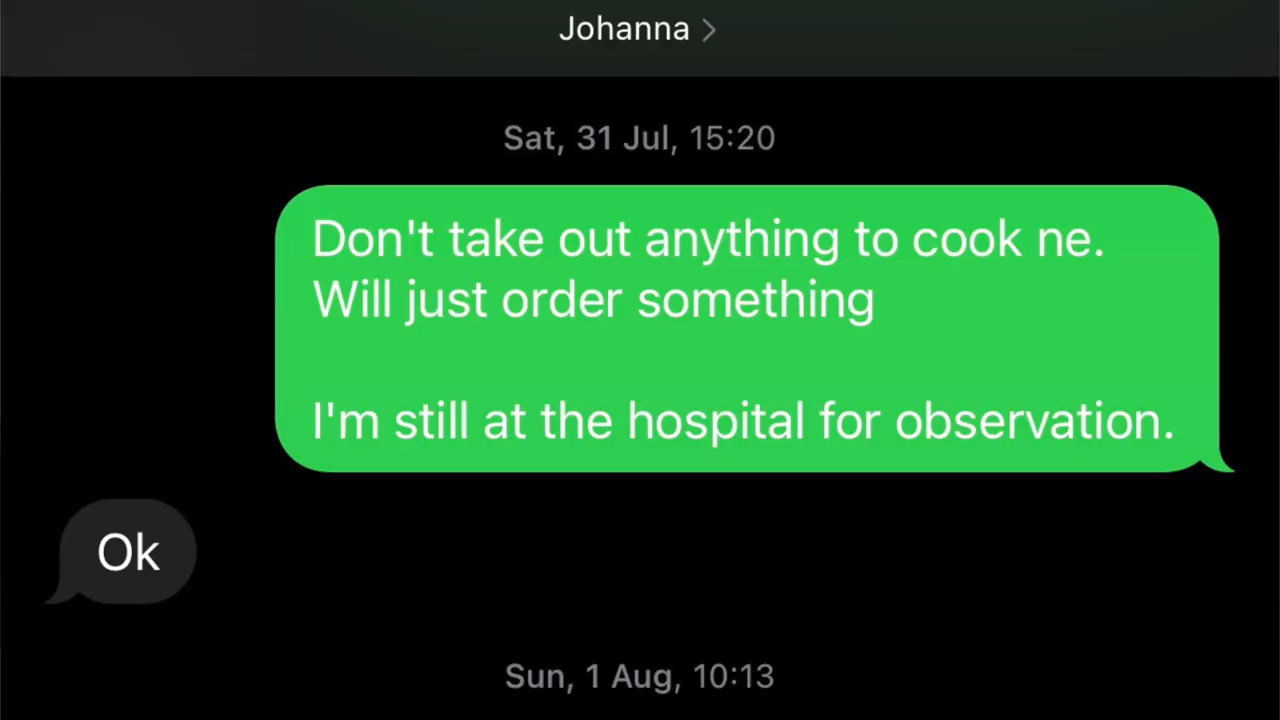 Johanna
Sat, 31 Jul, 15:20
Don't take out anything to cook ne.
Will just order something
I'm still at the hospital for observation.
Ok
Sun, 1 Aug, 10:13